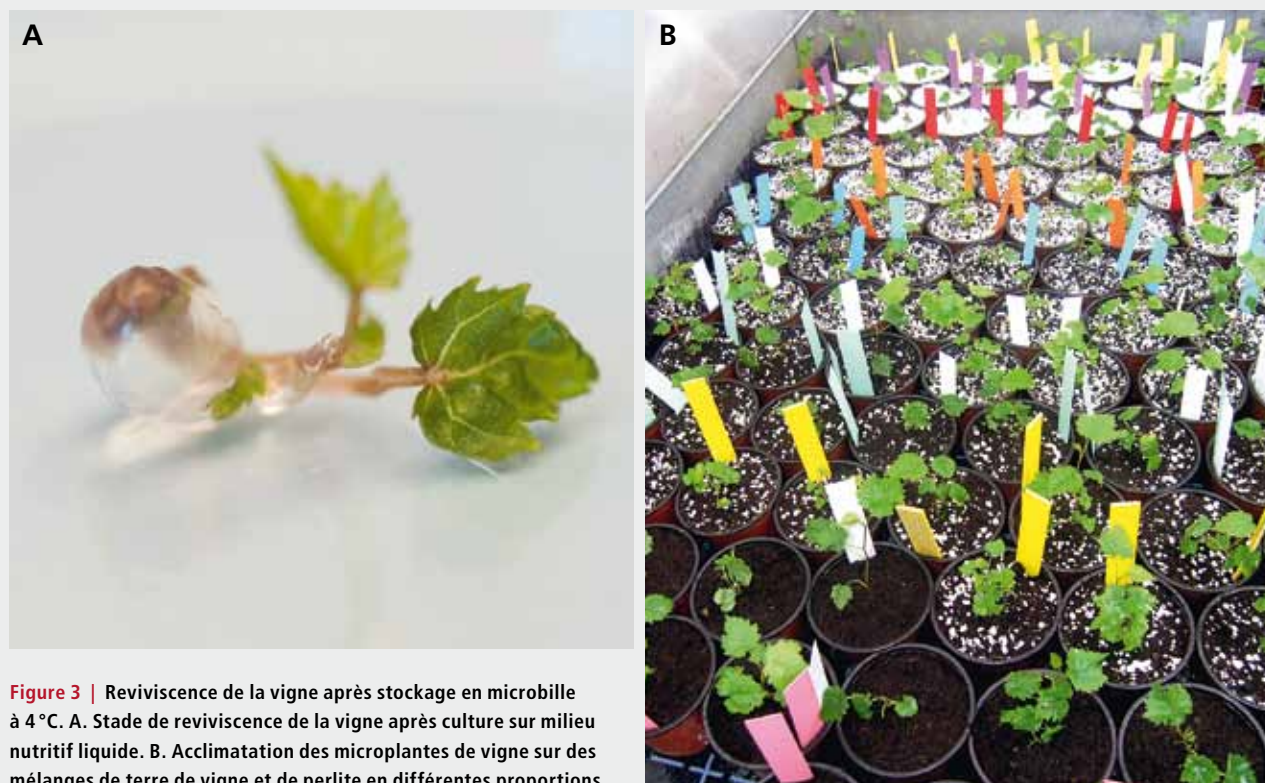 A
B
Figure 3 | Reviviscence de la vigne après stockage en microbille
à 4 °C. A. Stade de reviviscence de la vigne après culture sur milieu
nutritif liquide. B. Acclimatation des microplantes de vigne sur des
mélanges de terre de vigne et de perlite en différentes proportions